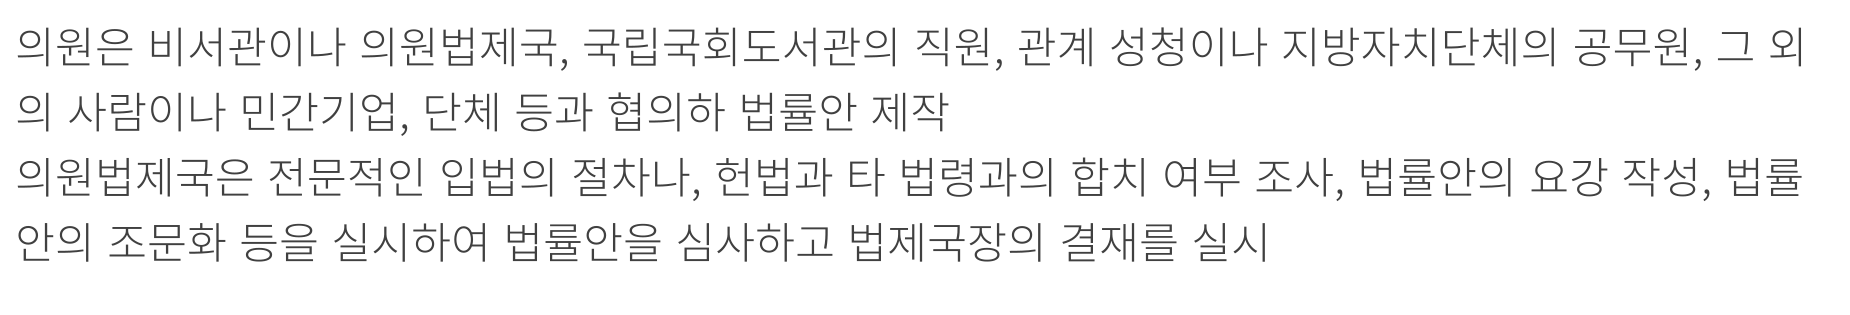 의원은 비서관이나 의원법제국, 국립국회도서관의 직원, 관계 성청이나 지방자치단체의 공무원, 그 외
의 사람이나 민간기업, 단체 등과 협의하 법률안 제작
의원법제국은 전문적인 입법의 절차나, 헌법과 타 법령과의 합치 여부 조사, 법률안의 요강 작성, 법률
안의 조문화 등을 실시하여 법률안을 심사하고 법제국장의 결재를 실시